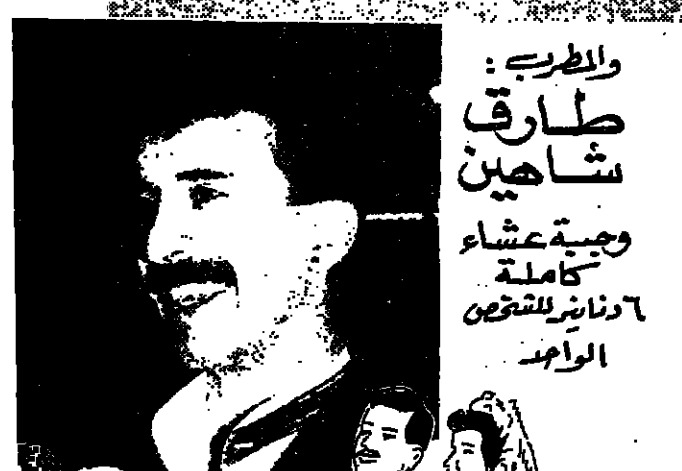 والمطرب :
طارق
شاهين
وجبة عشاء
كاملة
٦ دنانير للشخص
الواحد